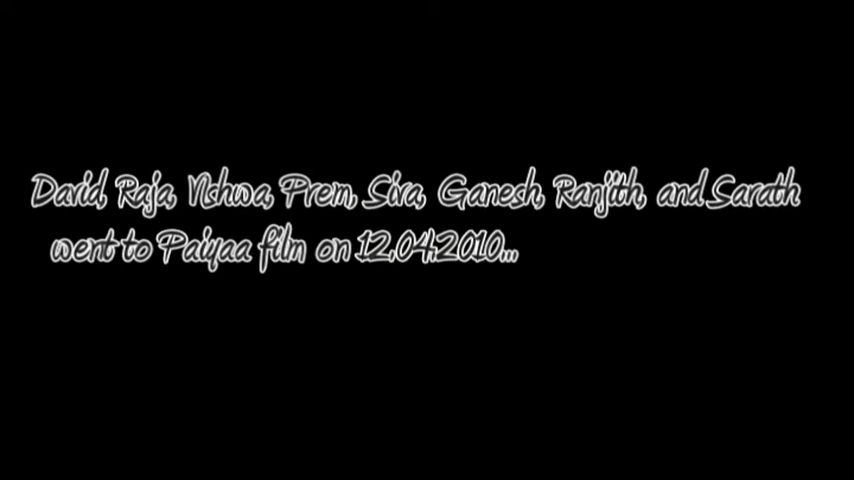 David, Raja, Vishwa, Prem, Siva, Ganesh, Ranjith, and Sarath
went to Paiyaa film on 12.04.2010...